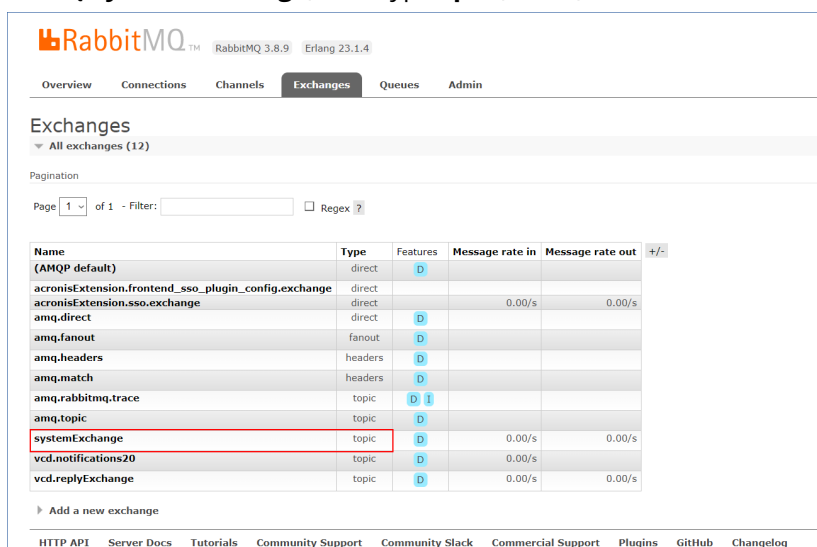 RabbitMQ TM RabbitMQ 3.8.9 Erlang 23.1.4
Overview Connections Channels Exchanges Queues Admin
Exchanges
All exchanges (12)
Pagination
Page 1 of 1 - Filter: Regex ?
Name Type Features Message rate in Message rate out +/-
(AMQP default) direct D
acronisExtension.frontend_sso_plugin_config.exchange direct
acronisExtension.sso.exchange direct 0.00/s 0.00/s
amq.direct direct D
amq.fanout fanout D
amq.headers headers D
amq.match headers D
amq.rabbitmq.trace topic D I
amq.topic topic D
systemExchange topic D 0.00/s 0.00/s
vcd.notifications20 topic D 0.00/s
vcd.replyExchange topic D 0.00/s 0.00/s
Add a new exchange
HTTP API Server Docs Tutorials Community Support Community Slack Commercial Support Plugins GitHub Changelog